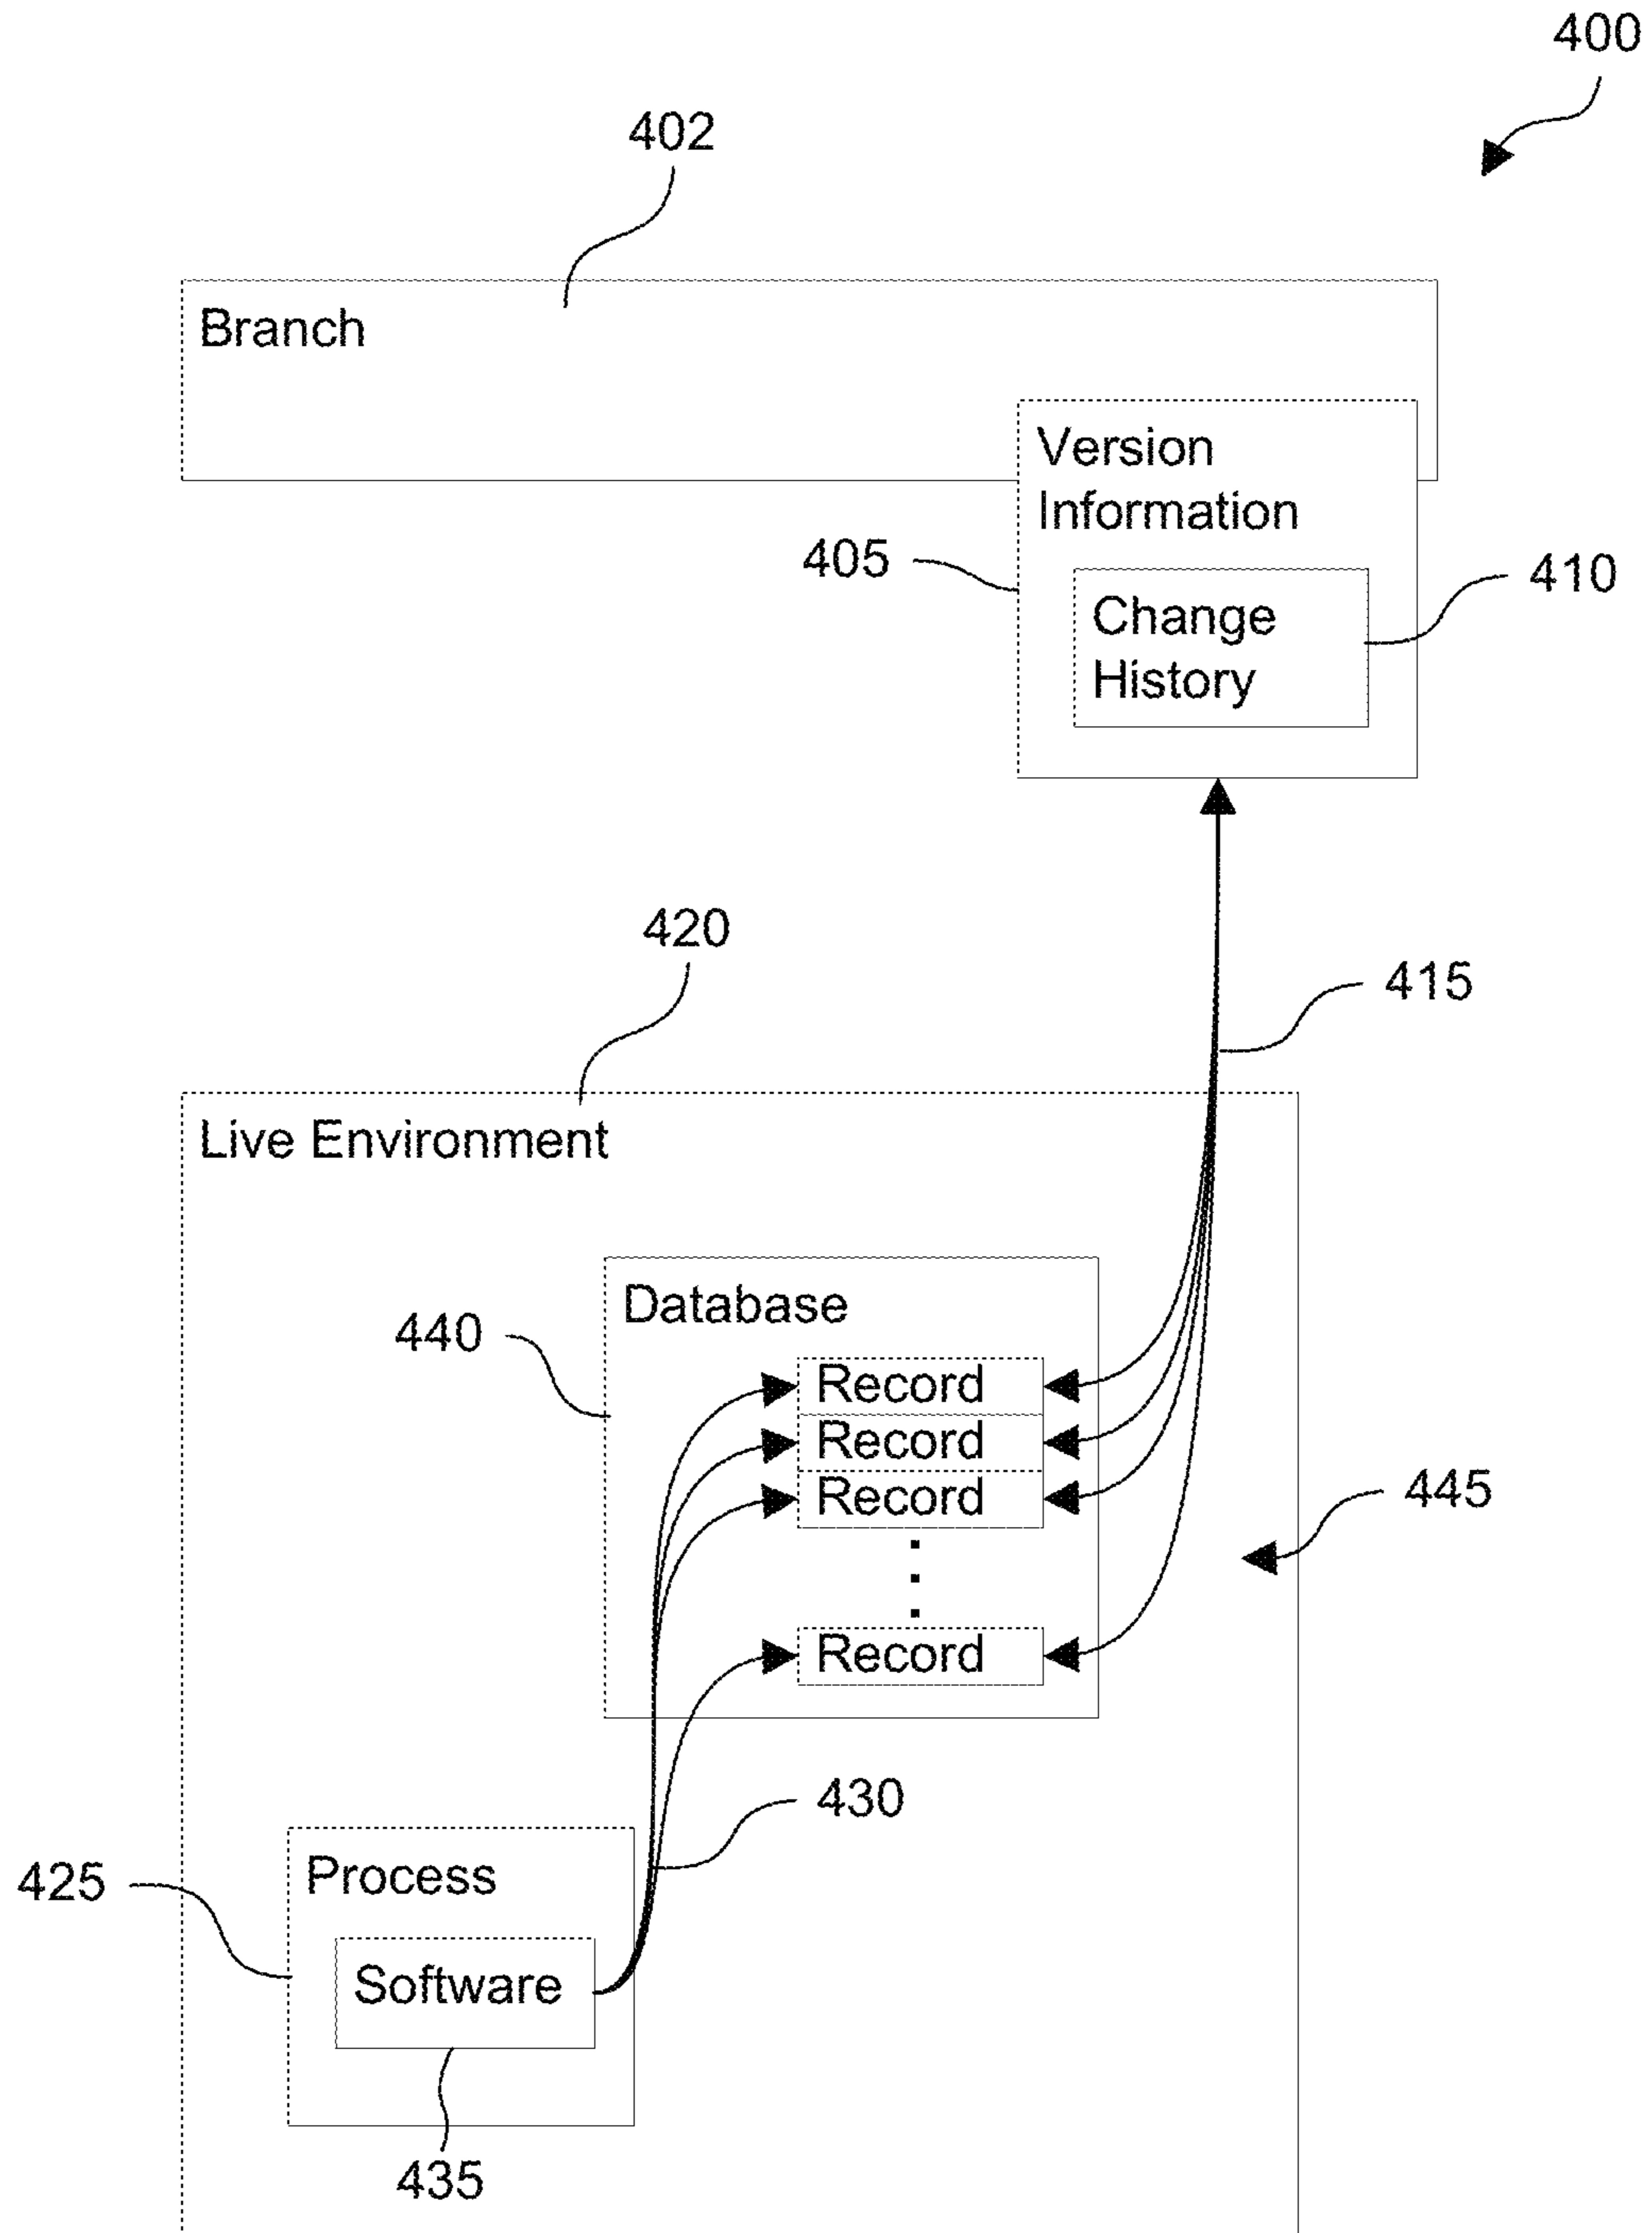 400
402
Branch
Version
Information
405
410
Change
History
420
415
Live Environment
Database
440
Record
Record
Record
445
Record
430
Process
425
Software
435